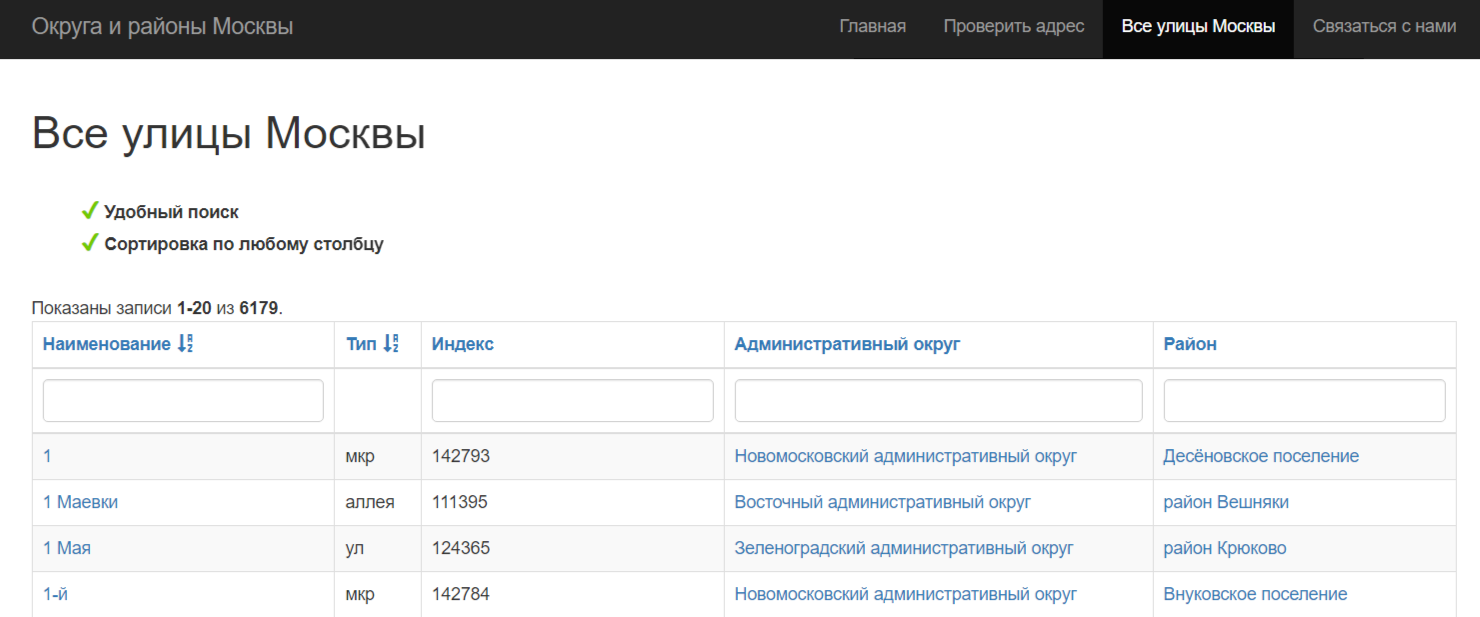 Округа и районы Москвы Главная Проверить адрес Все улицы Москвы Связаться с нами
Все улицы Москвы
Удобный поиск
Сортировка по любому столбцу
Показаны записи 1-20 из 6179.
Наименование Тип Индекс Административный округ Район
1 мкр 142793 Новомосковский административный округ Десёновское поселение
1 Маевки аллея 111395 Восточный административный округ район Вешняки
1 Мая ул 124365 Зеленоградский административный округ район Крюково
1-й мкр 142784 Новомосковский административный округ Внуковское поселение